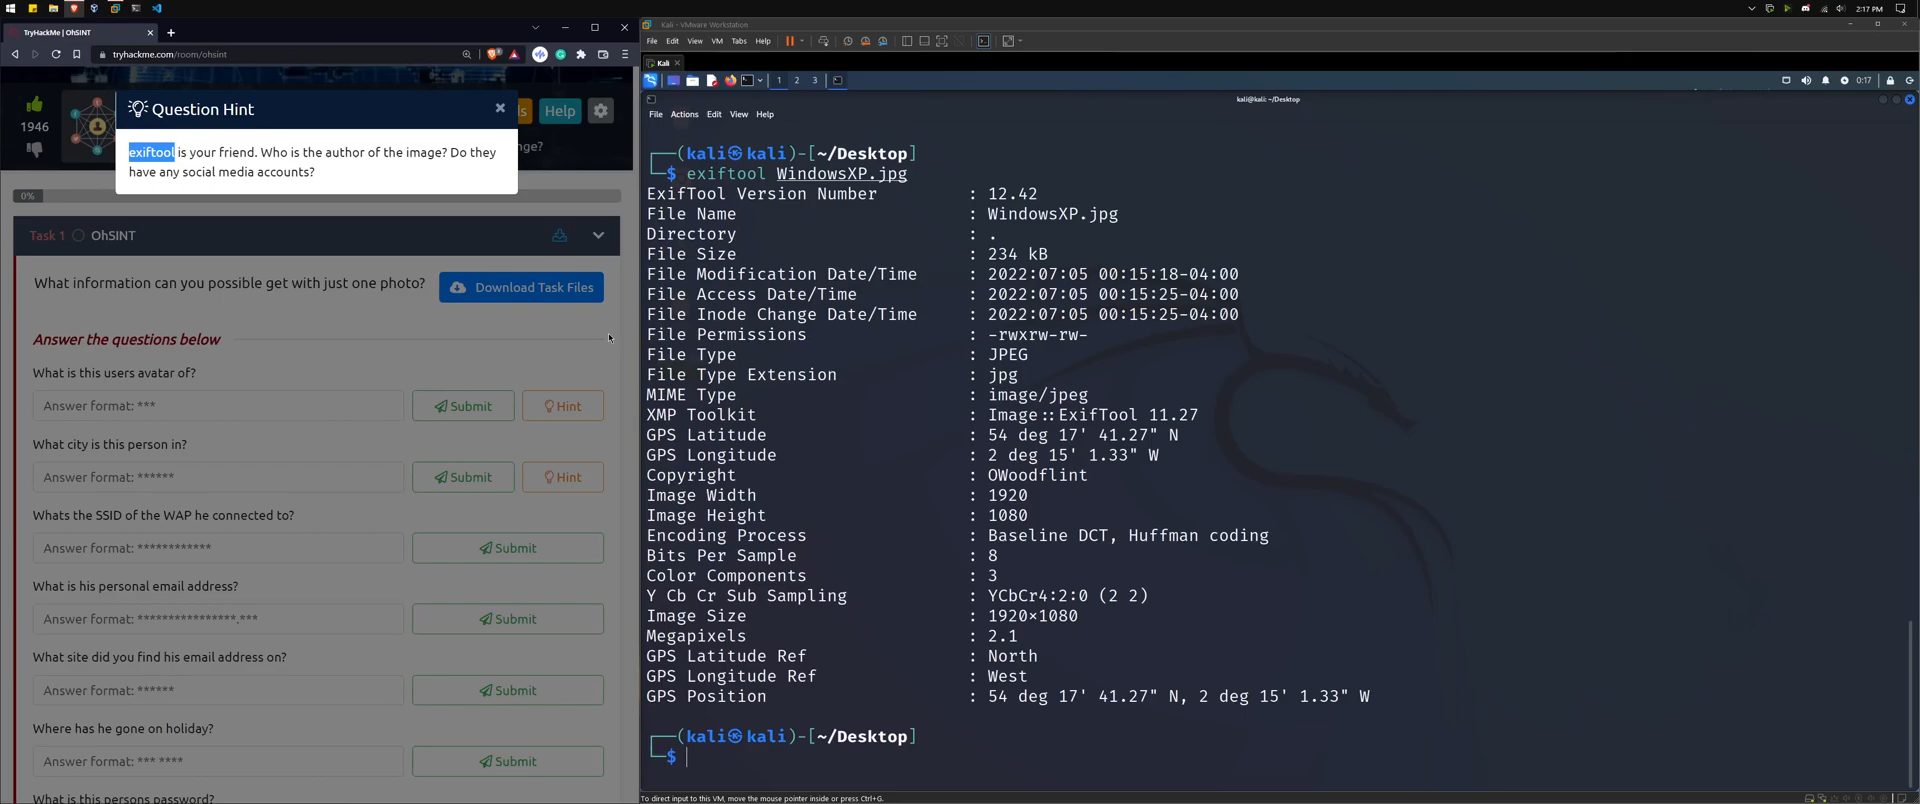 2:17 PM
TryHackMe | OhSINT
tryhackme.com/room/ohsint
1946
Question Hint
Help
exiftool is your friend. Who is the author of the image? Do they
have any social media accounts?
0%
Task 1 OhSINT
What information can you possible get with just one photo?
Download Task Files
Answer the questions below
What is this users avatar of?
Answer format: ***
Submit
Hint
What city is this person in?
Answer format: ******
Submit
Hint
Whats the SSID of the WAP he connected to?
Answer format: ************
Submit
What is his personal email address?
Answer format: ****************.***
Submit
What site did you find his email address on?
Answer format: ******
Submit
Where has he gone on holiday?
Answer format: *** ****
Submit
What is this persons password?
Kali - VMware Workstation
File Edit View VM Tabs Help
Kali
1 2 3
0:17
kali@kali: ~/Desktop
File Actions Edit View Help
(kali㉿kali)-[~/Desktop]
$ exiftool WindowsXP.jpg
ExifTool Version Number : 12.42
File Name : WindowsXP.jpg
Directory : .
File Size : 234 kB
File Modification Date/Time : 2022:07:05 00:15:18-04:00
File Access Date/Time : 2022:07:05 00:15:25-04:00
File Inode Change Date/Time : 2022:07:05 00:15:25-04:00
File Permissions : -rwxrw-rw-
File Type : JPEG
File Type Extension : jpg
MIME Type : image/jpeg
XMP Toolkit : Image::ExifTool 11.27
GPS Latitude : 54 deg 17' 41.27" N
GPS Longitude : 2 deg 15' 1.33" W
Copyright : OWoodflint
Image Width : 1920
Image Height : 1080
Encoding Process : Baseline DCT, Huffman coding
Bits Per Sample : 8
Color Components : 3
Y Cb Cr Sub Sampling : YCbCr4:2:0 (2 2)
Image Size : 1920×1080
Megapixels : 2.1
GPS Latitude Ref : North
GPS Longitude Ref : West
GPS Position : 54 deg 17' 41.27" N, 2 deg 15' 1.33" W
(kali㉿kali)-[~/Desktop]
$
To direct input to this VM, move the mouse pointer inside or press Ctrl+G.